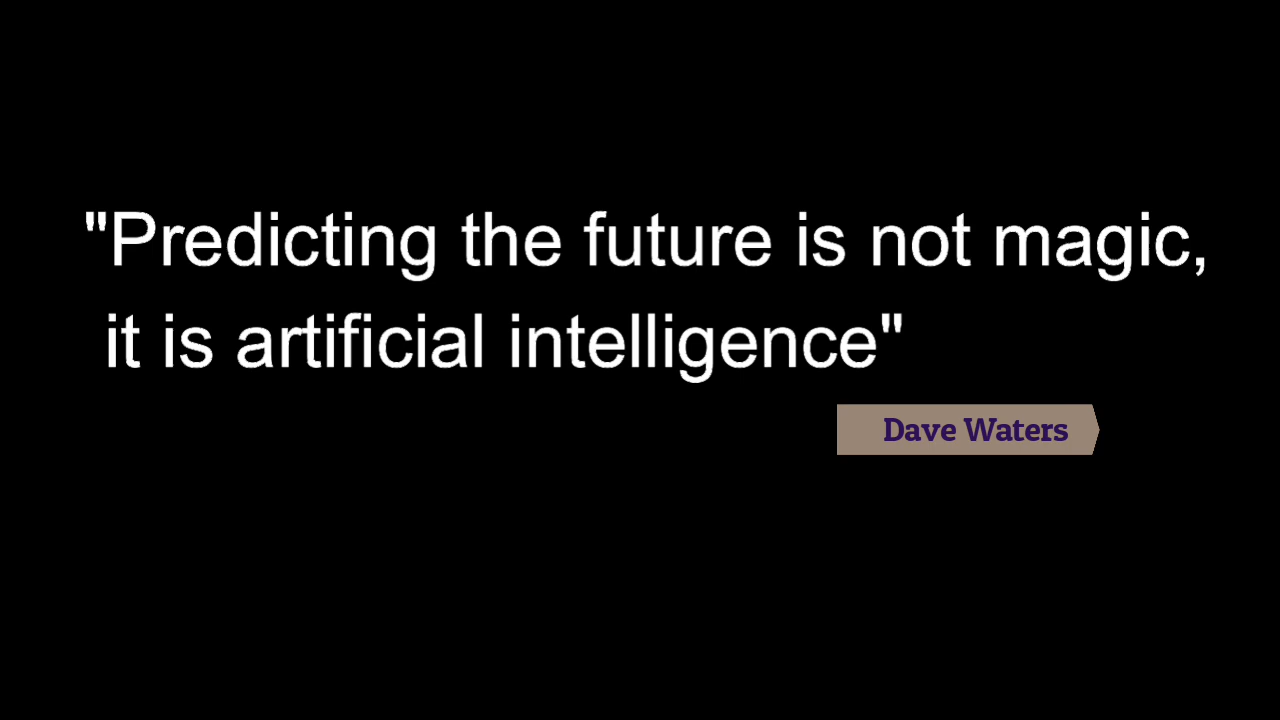 "Predicting the future is not magic,
it is artificial intelligence"
Dave Waters